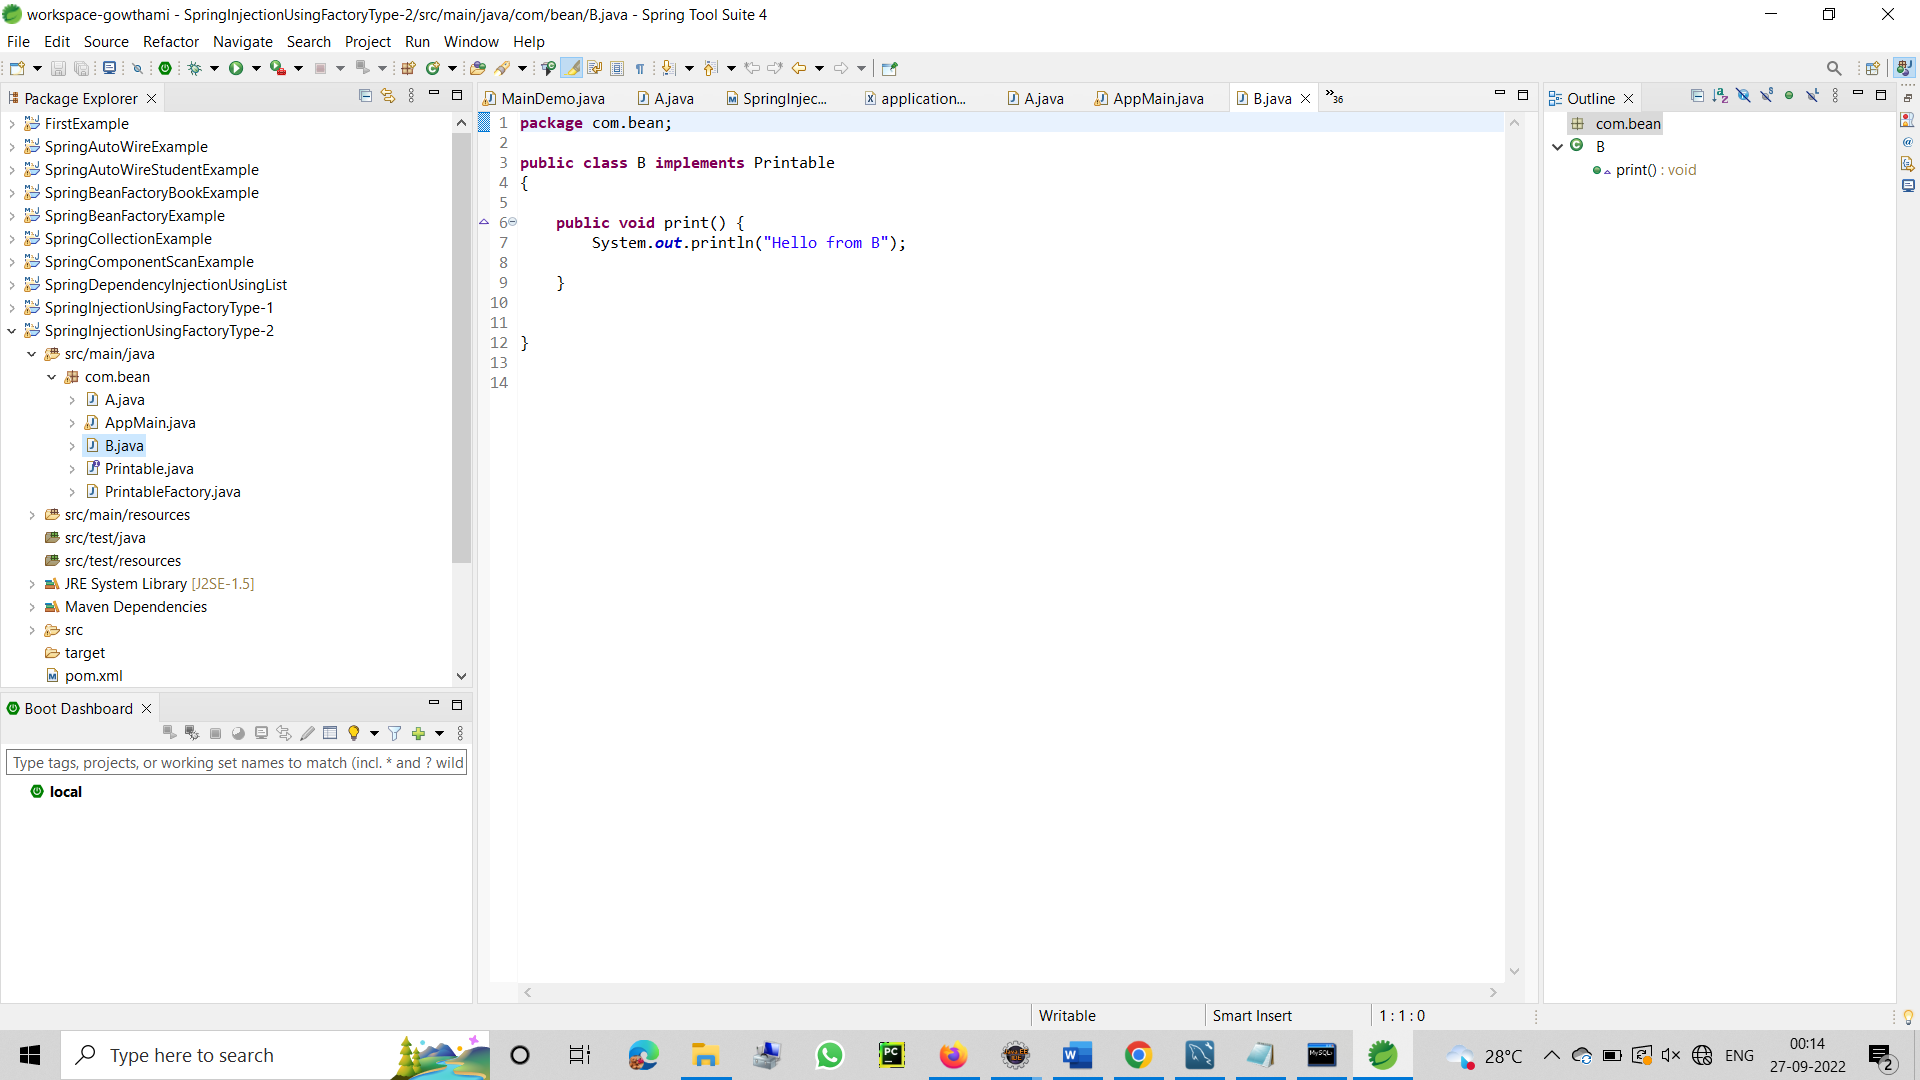 workspace-gowthami - SpringInjectionUsingFactoryType-2/src/main/java/com/bean/B.java - Spring Tool Suite 4
File Edit Source Refactor Navigate Search Project Run Window Help
Package Explorer
FirstExample
SpringAutoWireExample
SpringAutoWireStudentExample
SpringBeanFactoryBookExample
SpringBeanFactoryExample
SpringCollectionExample
SpringComponentScanExample
SpringDependencyInjectionUsingList
SpringInjectionUsingFactoryType-1
SpringInjectionUsingFactoryType-2
src/main/java
com.bean
A.java
AppMain.java
B.java
Printable.java
PrintableFactory.java
src/main/resources
src/test/java
src/test/resources
JRE System Library [J2SE-1.5]
Maven Dependencies
src
target
pom.xml
Boot Dashboard
Type tags, projects, or working set names to match (incl. * and ? wild
local
MainDemo.java A.java SpringInjec... application... A.java AppMain.java B.java »36
1 package com.bean;
2
3 public class B implements Printable
4 {
5
6 public void print() {
7 System.out.println("Hello from B");
8
9 }
10
11
12 }
13
14
Outline
com.bean
B
print() : void
Writable Smart Insert 1 : 1 : 0
Type here to search
PC
W
MySQL
28°C
ENG
00:14
27-09-2022
2